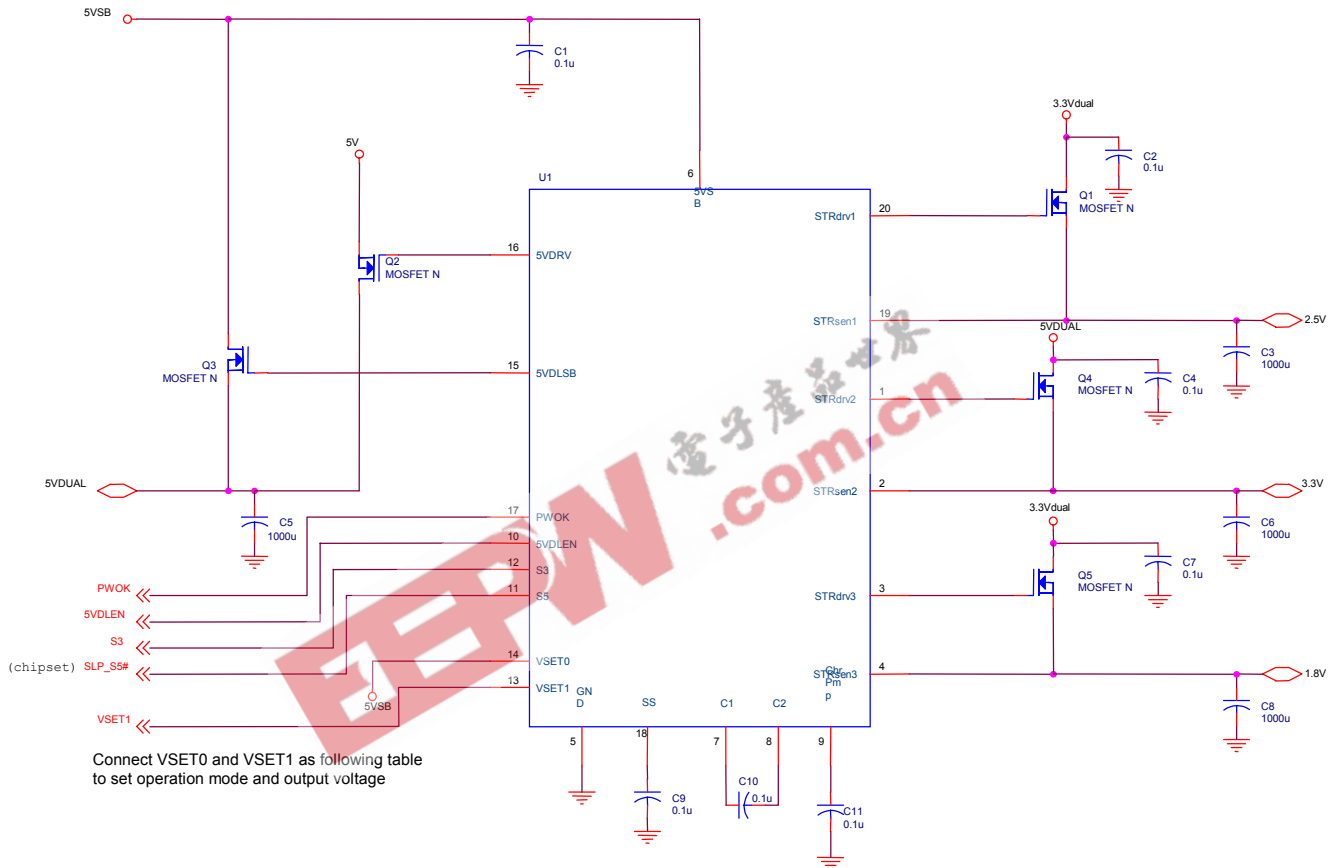 5VSB
C1
0.1u
3.3Vdual
C2
0.1u
5V
U1
6
5VS
B
Q1
MOSFET N
20
STRdrv1
16
5VDRV
Q2
MOSFET N
19
STRsen1
2.5V
5VDUAL
C3
1000u
Q3
MOSFET N
15
5VDLSB
Q4
MOSFET N
C4
0.1u
1
STRdrv2
5VDUAL
2
STRsen2
3.3V
3.3Vdual
C5
1000u
17
PWOK
C6
1000u
10
5VDLEN
12
S3
C7
0.1u
11
S5
Q5
MOSFET N
3
STRdrv3
PWOK
5VDLEN
S3
(chipset) SLP_S5#
14
VSET0
4
STRsen3
Chr
Pm
p
1.8V
13
VSET1
5VSB
GN
D
SS
C1
C2
C8
1000u
VSET1
5
18
7
8
9
Connect VSET0 and VSET1 as following table
to set operation mode and output voltage
C10
0.1u
C9
0.1u
C11
0.1u
EEPW
電子產品世界
.com.cn